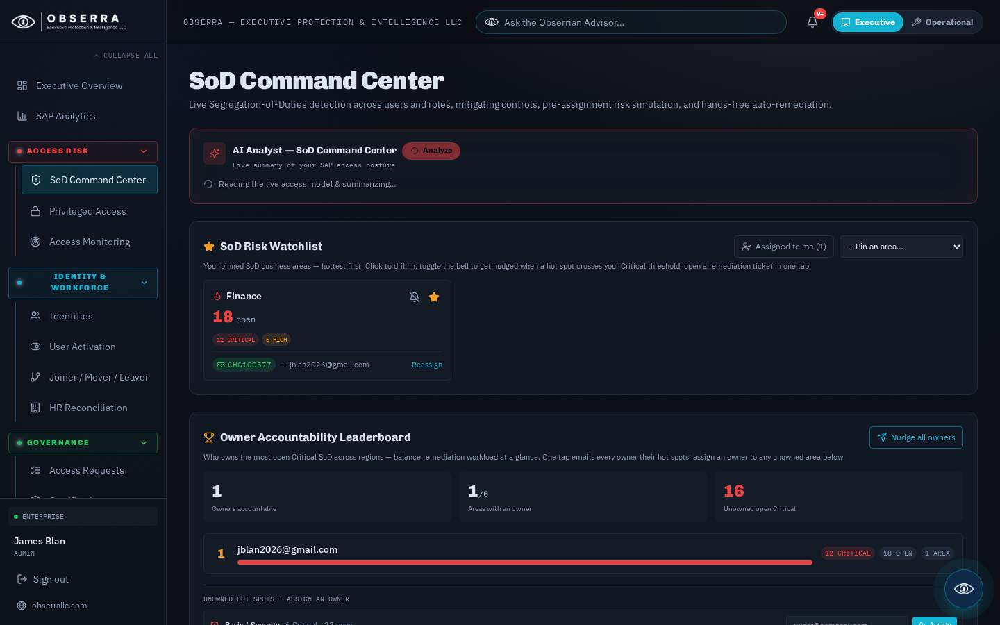 OBSERRA
Executive Protection & Intelligence LLC
OBSERRA — EXECUTIVE PROTECTION & INTELLIGENCE LLC
Ask the Obserrian Advisor...
9+
Executive
Operational
COLLAPSE ALL
Executive Overview
SAP Analytics
ACCESS RISK
SoD Command Center
Privileged Access
Access Monitoring
IDENTITY &
WORKFORCE
Identities
User Activation
Joiner / Mover / Leaver
HR Reconciliation
GOVERNANCE
Access Requests
ENTERPRISE
James Blan
ADMIN
Sign out
obserrallc.com
SoD Command Center
Live Segregation-of-Duties detection across users and roles, mitigating controls, pre-assignment risk simulation, and hands-free auto-remediation.
AI Analyst — SoD Command Center
Analyze
Live summary of your SAP access posture
Reading the live access model & summarizing...
SoD Risk Watchlist
Assigned to me (1)
+ Pin an area...
Your pinned SoD business areas — hottest first. Click to drill in; toggle the bell to get nudged when a hot spot crosses your Critical threshold; open a remediation ticket in one tap.
Finance
18 open
12 CRITICAL
6 HIGH
CHG100577
→ jblan2026@gmail.com
Reassign
Owner Accountability Leaderboard
Nudge all owners
Who owns the most open Critical SoD across regions — balance remediation workload at a glance. One tap emails every owner their hot spots; assign an owner to any unowned area below.
1
Owners accountable
1/6
Areas with an owner
16
Unowned open Critical
1
jblan2026@gmail.com
12 CRITICAL
18 OPEN
1 AREA
UNOWNED HOT SPOTS — ASSIGN AN OWNER
Basis / Security
6 Critical · 22 open
owner@company.com
Assign